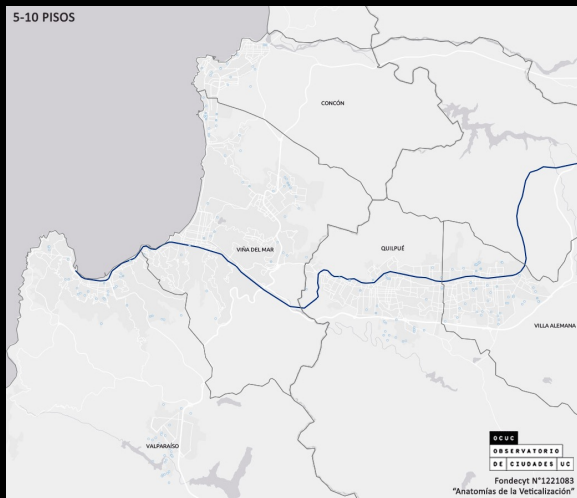 5-10 PISOS
CONCÓN
VIÑA DEL MAR
QUILPUÉ
VILLA ALEMANA
VALPARAÍSO
OCUC
OBSERVATORIO
DE CIUDADES UC
Fondecyt N°1221083
"Anatomías de la Veticalización"